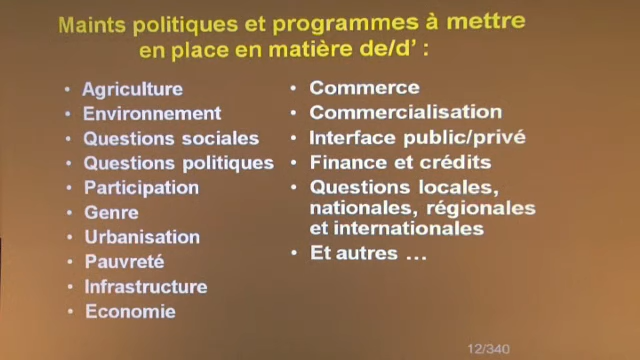 Maints politiques et programmes à mettre
en place en matière de/d' :
• Agriculture
• Environnement
• Questions sociales
• Questions politiques
• Participation
• Genre
• Urbanisation
• Pauvreté
• Infrastructure
• Economie
• Commerce
• Commercialisation
• Interface public/privé
• Finance et crédits
• Questions locales,
nationales, régionales
et internationales
• Et autres ...
12/340